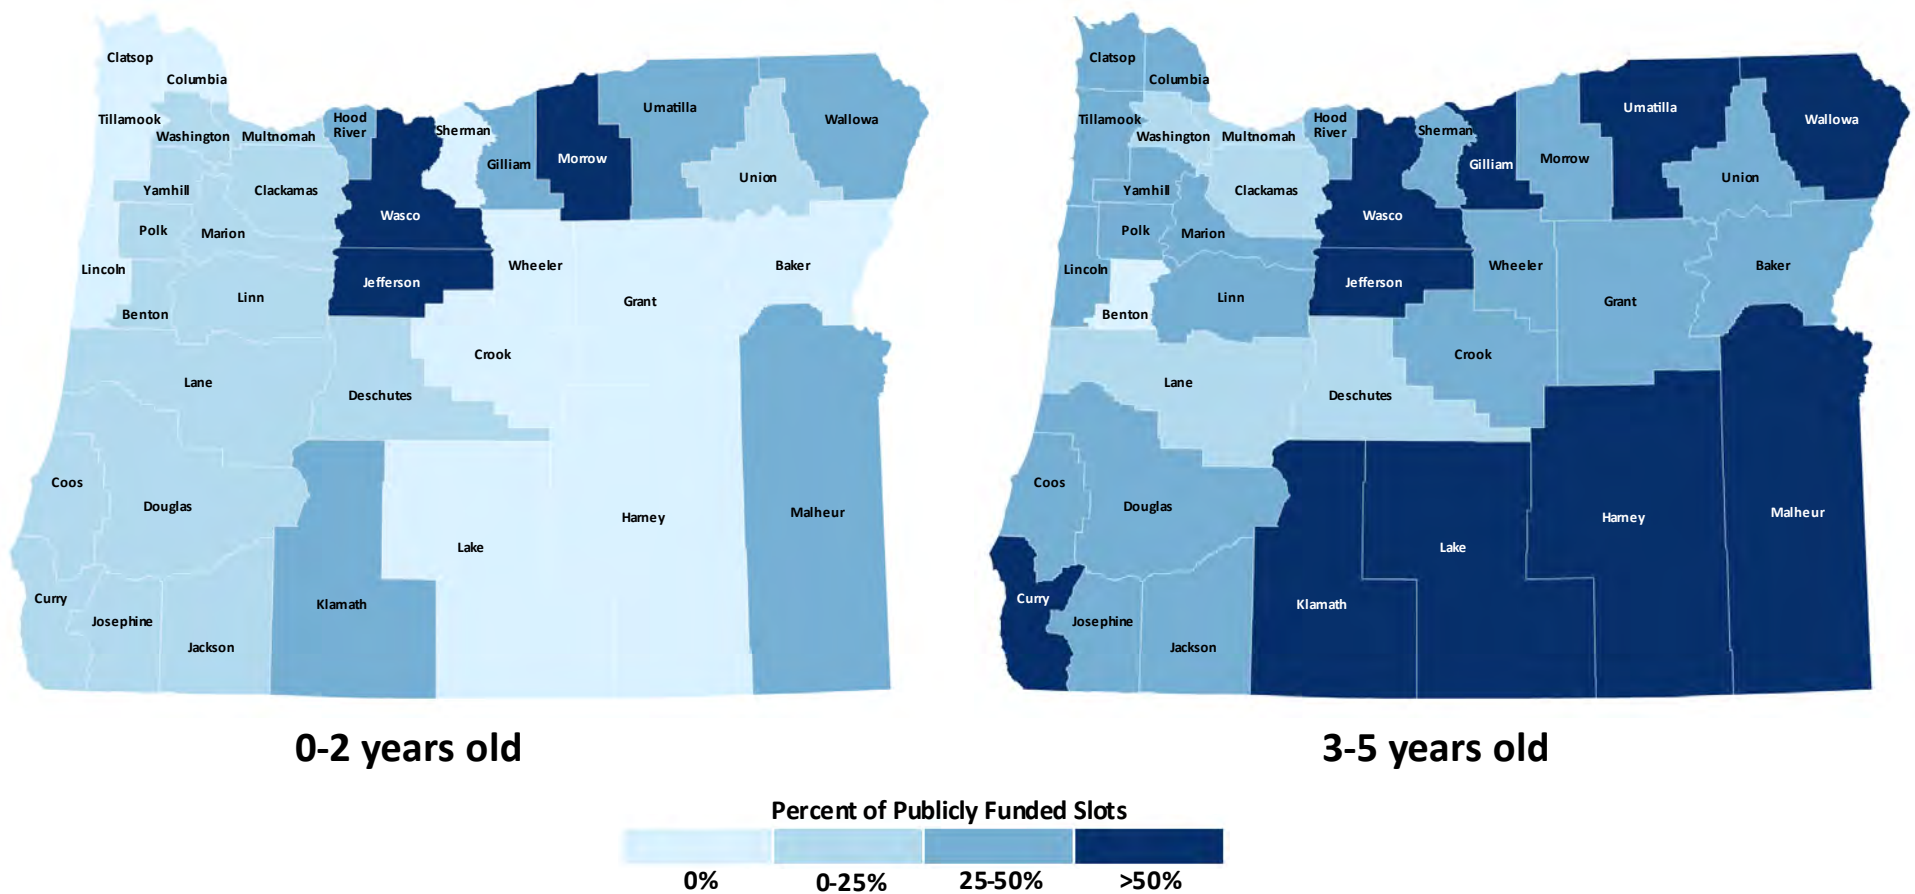 Clatsop
Columbia
Tillamook
Washington
Multnomah
Hood
River
Sherman
Umatilla
Wallowa
Gilliam
Morrow
Yamhill
Clackamas
Union
Wasco
Polk
Marion
Lincoln
Jefferson
Wheeler
Baker
Linn
Grant
Benton
Crook
Lane
Deschutes
Coos
Douglas
Harney
Malheur
Lake
Curry
Klamath
Josephine
Jackson
0-2 years old
Clatsop
Columbia
Tillamook
Washington
Multnomah
Hood
River
Sherman
Umatilla
Wallowa
Gilliam
Morrow
Yamhill
Clackamas
Union
Wasco
Polk
Marion
Lincoln
Jefferson
Wheeler
Baker
Linn
Grant
Benton
Crook
Lane
Deschutes
Coos
Douglas
Harney
Malheur
Lake
Curry
Klamath
Josephine
Jackson
3-5 years old
Percent of Publicly Funded Slots
0%
0-25%
25-50%
>50%